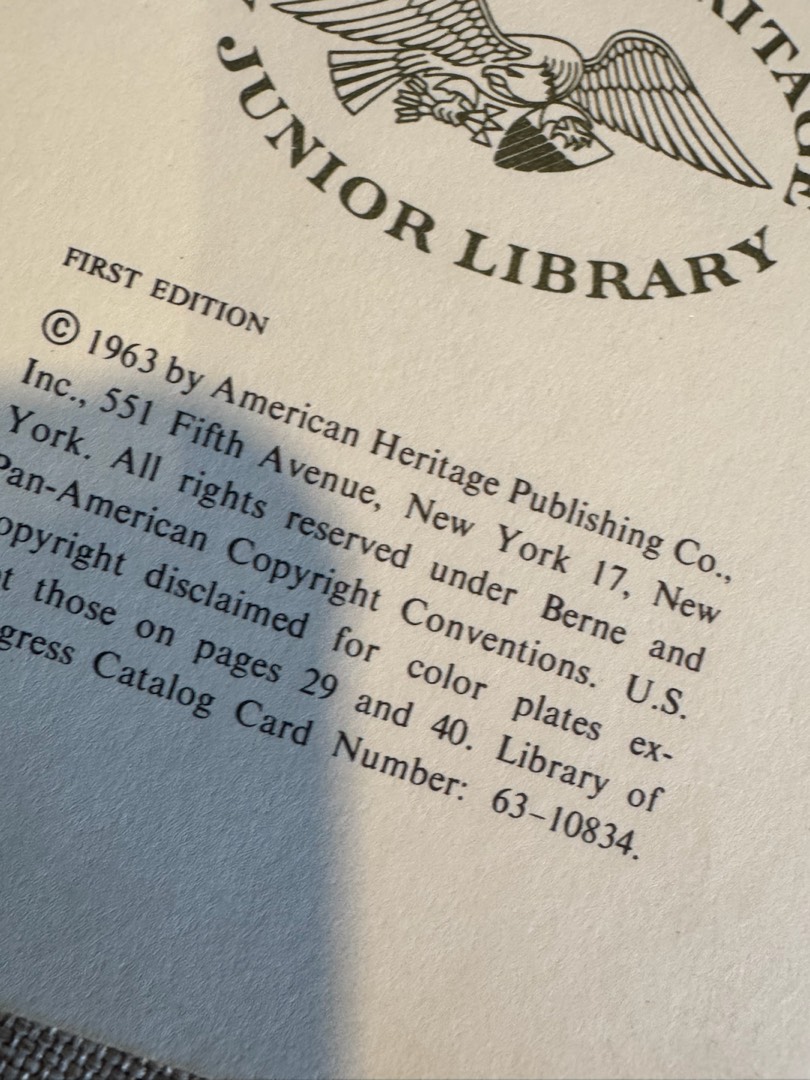 JUNIOR LIBRARY
FIRST EDITION
© 1963 by American Heritage Publishing Co.,
Inc., 551 Fifth Avenue, New York 17, New
York. All rights reserved under Berne and
Pan-American Copyright Conventions. U.S.
opyright disclaimed for color plates ex-
t those on pages 29 and 40. Library of
gress Catalog Card Number: 63-10834.